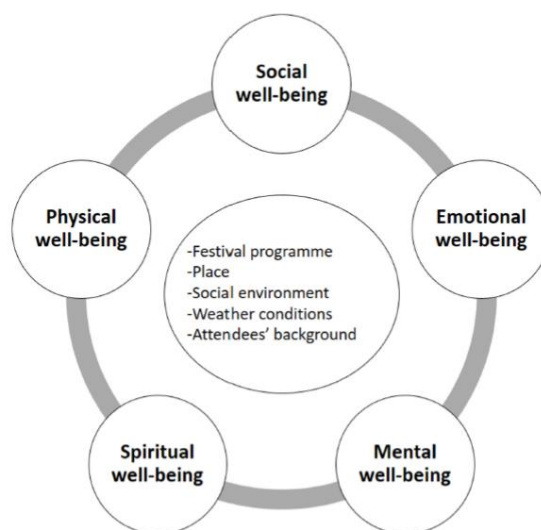 Social
well-being
Physical
well-being
Emotional
well-being
-Festival programme
-Place
-Social environment
-Weather conditions
-Attendees’ background
Spiritual
well-being
Mental
well-being